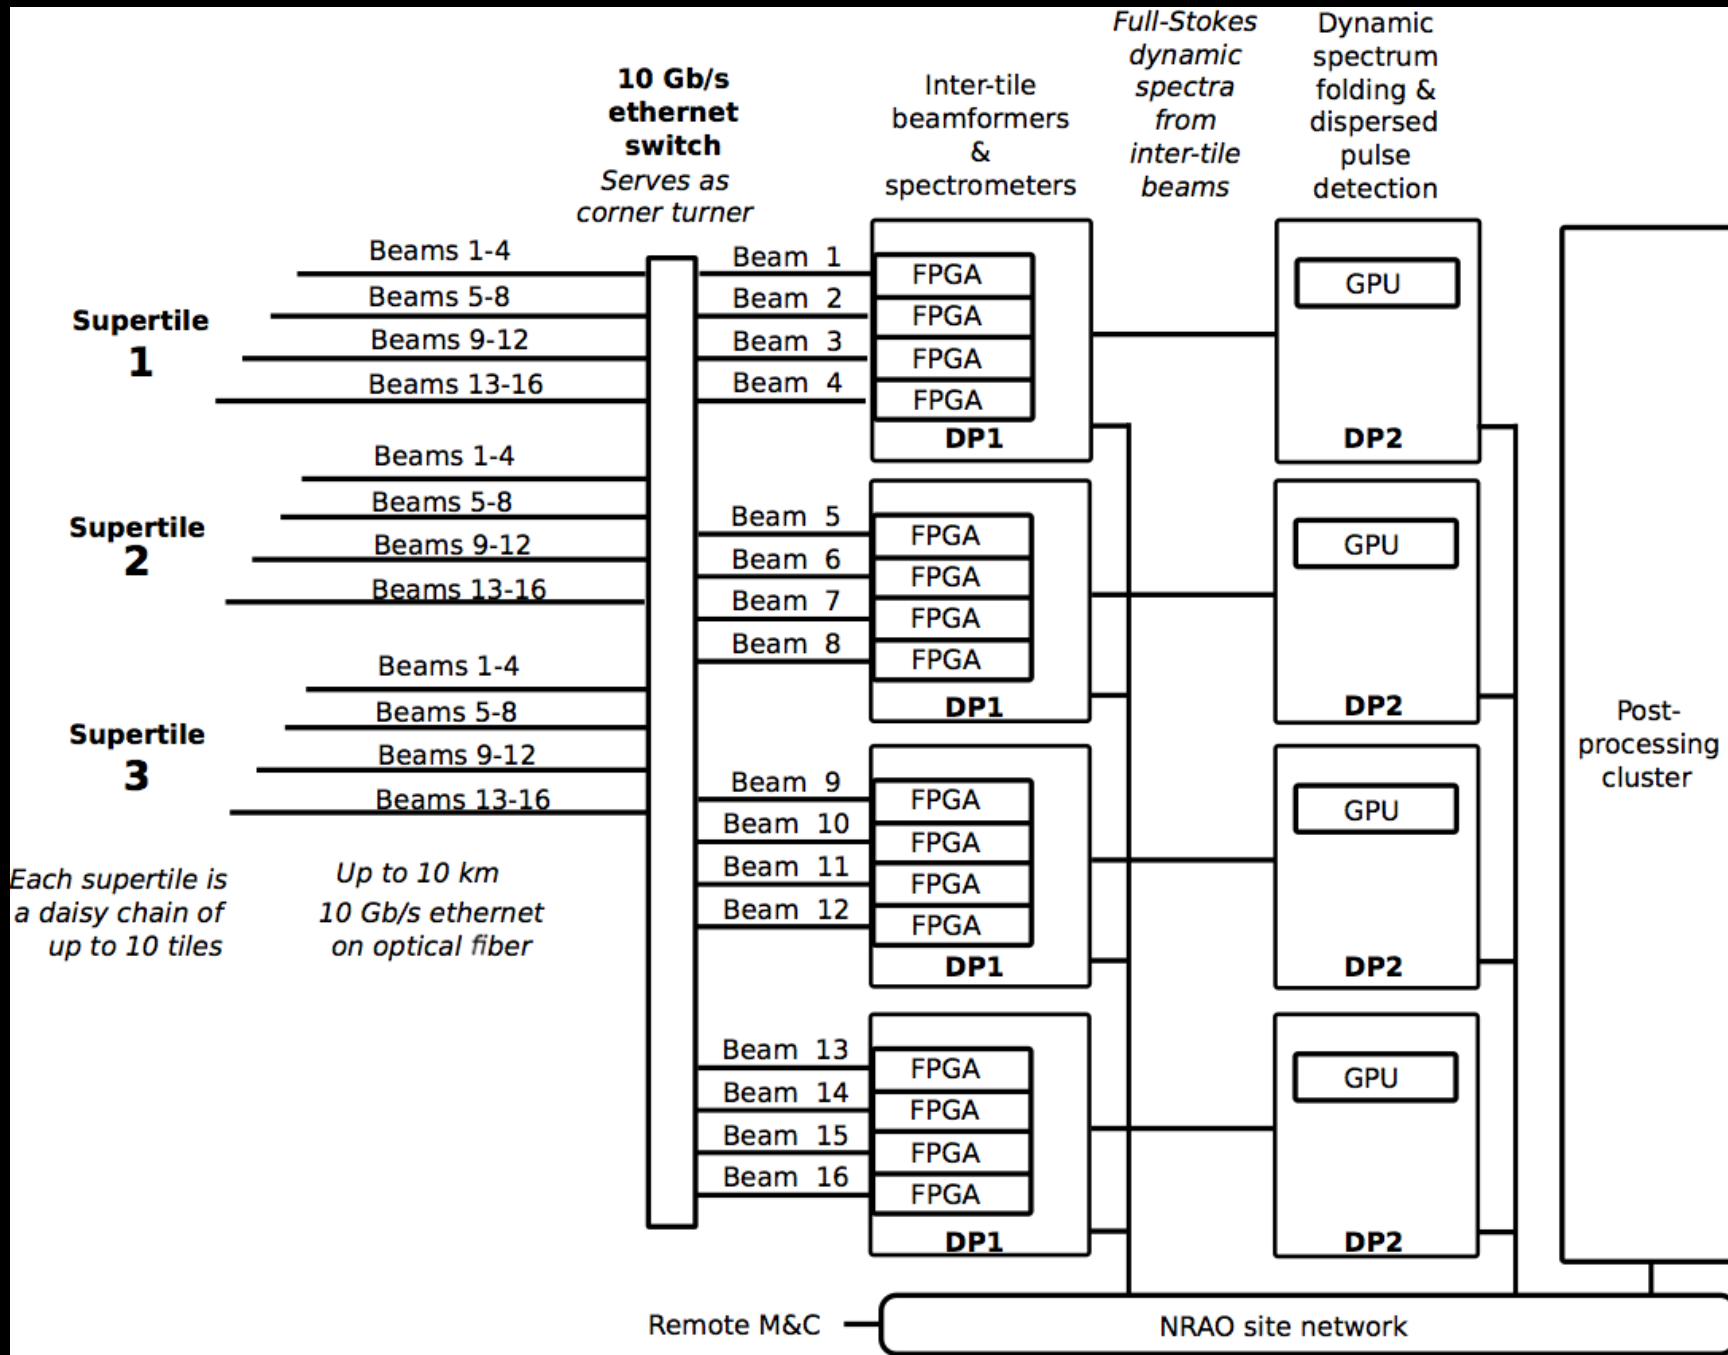 10 Gb/s
ethernet
switch
Serves as
corner turner
Inter-tile
beamformers
&
spectrometers
Full-Stokes
dynamic
spectra
from
inter-tile
beams
Dynamic
spectrum
folding &
dispersed
pulse
detection
Supertile
1
Beams 1-4
Beams 5-8
Beams 9-12
Beams 13-16
Supertile
2
Beams 1-4
Beams 5-8
Beams 9-12
Beams 13-16
Supertile
3
Beams 1-4
Beams 5-8
Beams 9-12
Beams 13-16
Each supertile is
a daisy chain of
up to 10 tiles
Up to 10 km
10 Gb/s ethernet
on optical fiber
Beam 1
Beam 2
Beam 3
Beam 4
FPGA
FPGA
FPGA
FPGA
DP1
GPU
DP2
Beam 5
Beam 6
Beam 7
Beam 8
FPGA
FPGA
FPGA
FPGA
DP1
GPU
DP2
Beam 9
Beam 10
Beam 11
Beam 12
FPGA
FPGA
FPGA
FPGA
DP1
GPU
DP2
Beam 13
Beam 14
Beam 15
Beam 16
FPGA
FPGA
FPGA
FPGA
DP1
GPU
DP2
Post-
processing
cluster
Remote M&C
NRAO site network